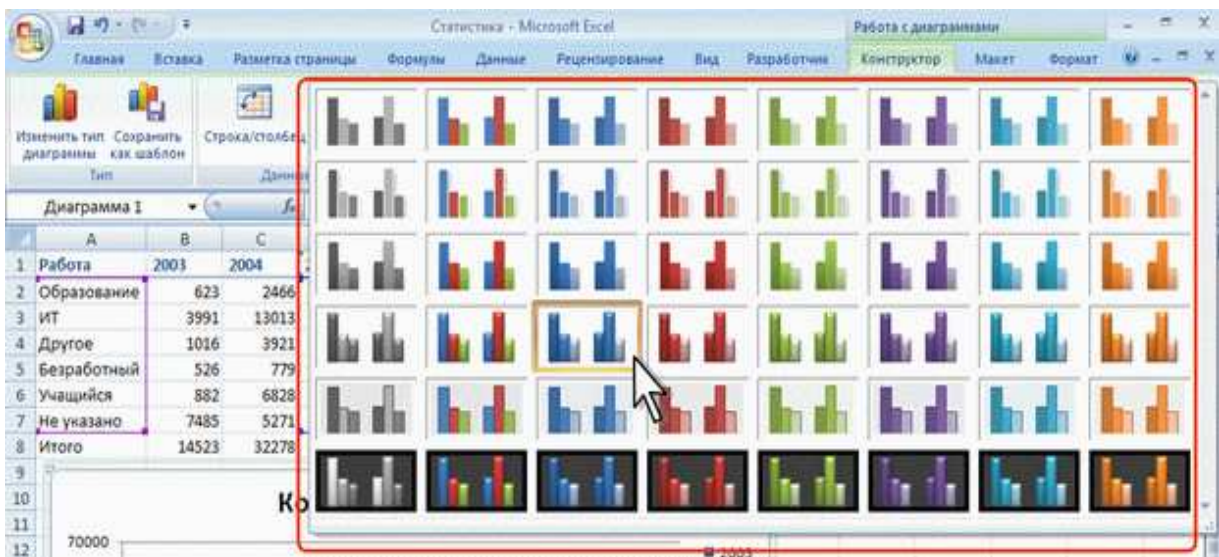 Статистика - Microsoft Excel
Работа с диаграммами
Главная Вставка Разметка страницы Формулы Данные Рецензирование Вид Разработчик Конструктор Макет Формат
Изменить тип диаграммы
Сохранить как шаблон
Строка/столбец
Тип
Диаграмма 1
A B C
1 Работа 2003 2004
2 Образование 623 2466
3 ИТ 3991 13013
4 Другое 1016 3921
5 Безработный 526 779
6 Учащийся 882 6828
7 Не указано 7485 5271
8 Итого 14523 32278
9
10
11
12
Ко
70000
2003